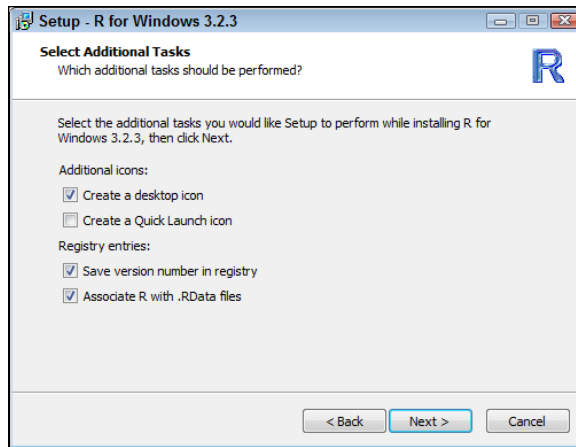 Setup - R for Windows 3.2.3
Select Additional Tasks
Which additional tasks should be performed?
R
Select the additional tasks you would like Setup to perform while installing R for
Windows 3.2.3, then click Next.
Additional icons:
Create a desktop icon
Create a Quick Launch icon
Registry entries:
Save version number in registry
Associate R with .RData files
< Back
Next >
Cancel